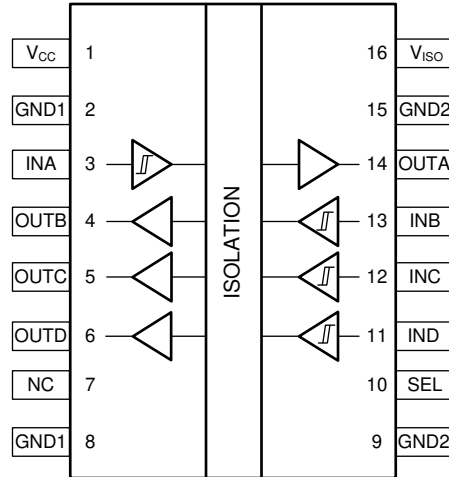 VCC 1 16 VISO
GND1 2 15 GND2
INA 3 14 OUTA
OUTB 4 13 INB
OUTC 5 12 INC
OUTD 6 11 IND
NC 7 10 SEL
GND1 8 9 GND2
ISOLATION